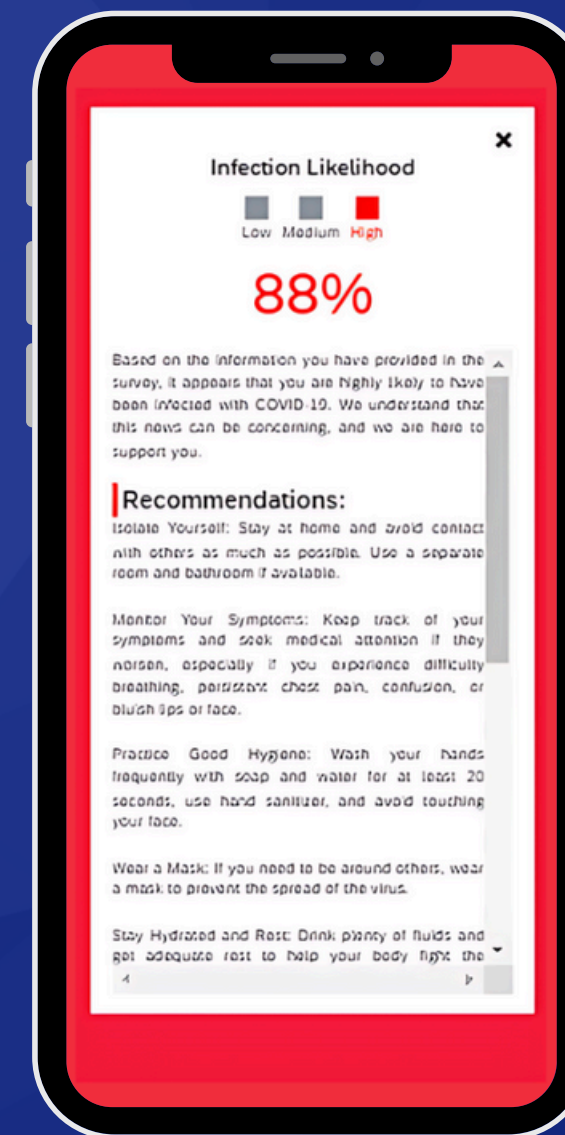 Infection Likelihood
Low Medium High
88%
Based on the information you have provided in the
survey, it appears that you are highly likely to have
been infected with COVID-19. We understand that
this news can be concerning, and we are here to
support you.
Recommendations:
Isolate Yourself: Stay at home and avoid contact
with others as much as possible. Use a separate
room and bathroom if available.
Monitor Your Symptoms: Keep track of your
symptoms and seek medical attention if they
worsen, especially if you experience difficulty
breathing, persistent chest pain, confusion, or
bluish lips or face.
Practice Good Hygiene: Wash your hands
frequently with soap and water for at least 20
seconds, use hand sanitizer, and avoid touching
your face.
Wear a Mask: If you need to be around others, wear
a mask to prevent the spread of the virus.
Stay Hydrated and Rest: Drink plenty of fluids and
get adequate rest to help your body fight the